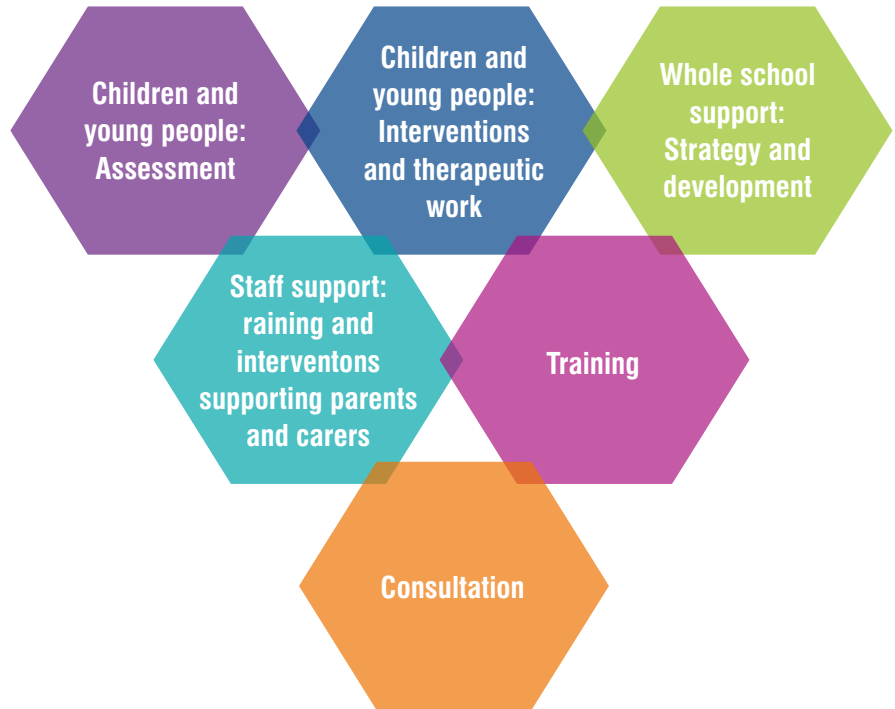 Children and
young people:
Assessment
Children and
young people:
Interventions
and therapeutic
work
Whole school
support:
Strategy and
development
Staff support:
raining and
interventons
supporting parents
and carers
Training
Consultation